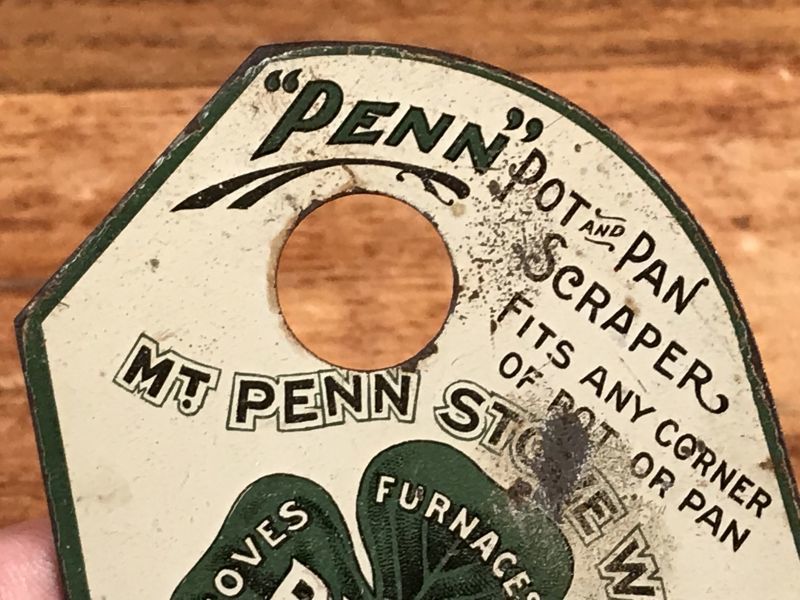 "PENN"
POT AND PAN
SCRAPER
FITS ANY CORNER
OF POT OR PAN
MT. PENN STOVE W
OVES
FURNACES